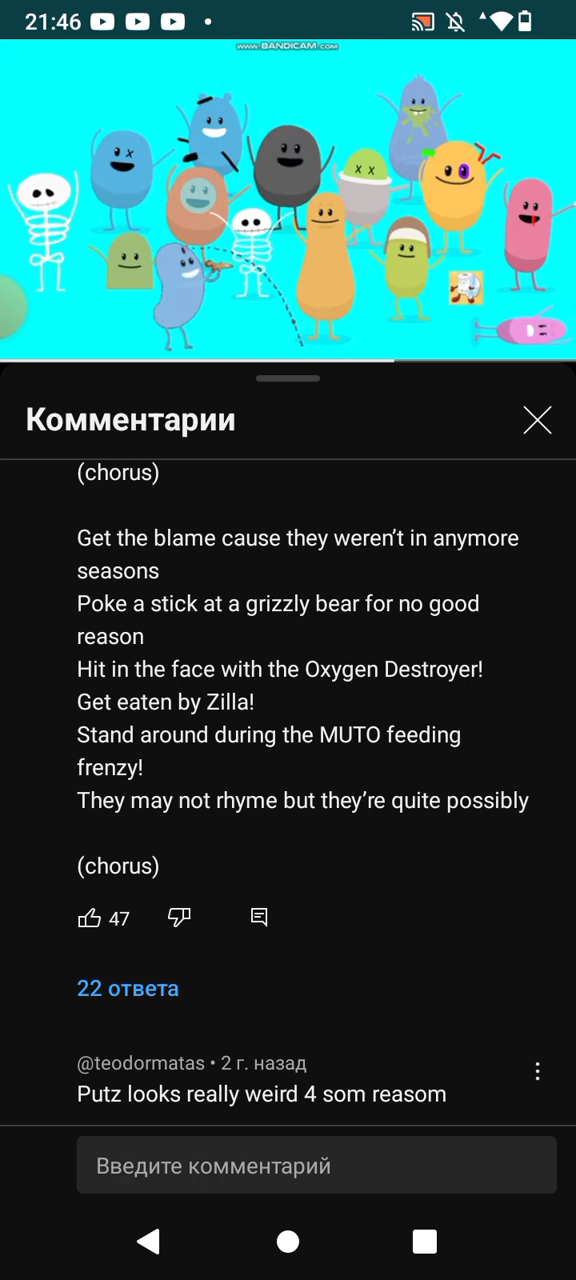 21:46
www.BANDICAM.COM
Комментарии
(chorus)
Get the blame cause they weren’t in anymore
seasons
Poke a stick at a grizzly bear for no good
reason
Hit in the face with the Oxygen Destroyer!
Get eaten by Zilla!
Stand around during the MUTO feeding
frenzy!
They may not rhyme but they’re quite possibly
(chorus)
47
22 ответа
@teodormatas • 2 г. назад
Putz looks really weird 4 som reasom
Введите комментарий